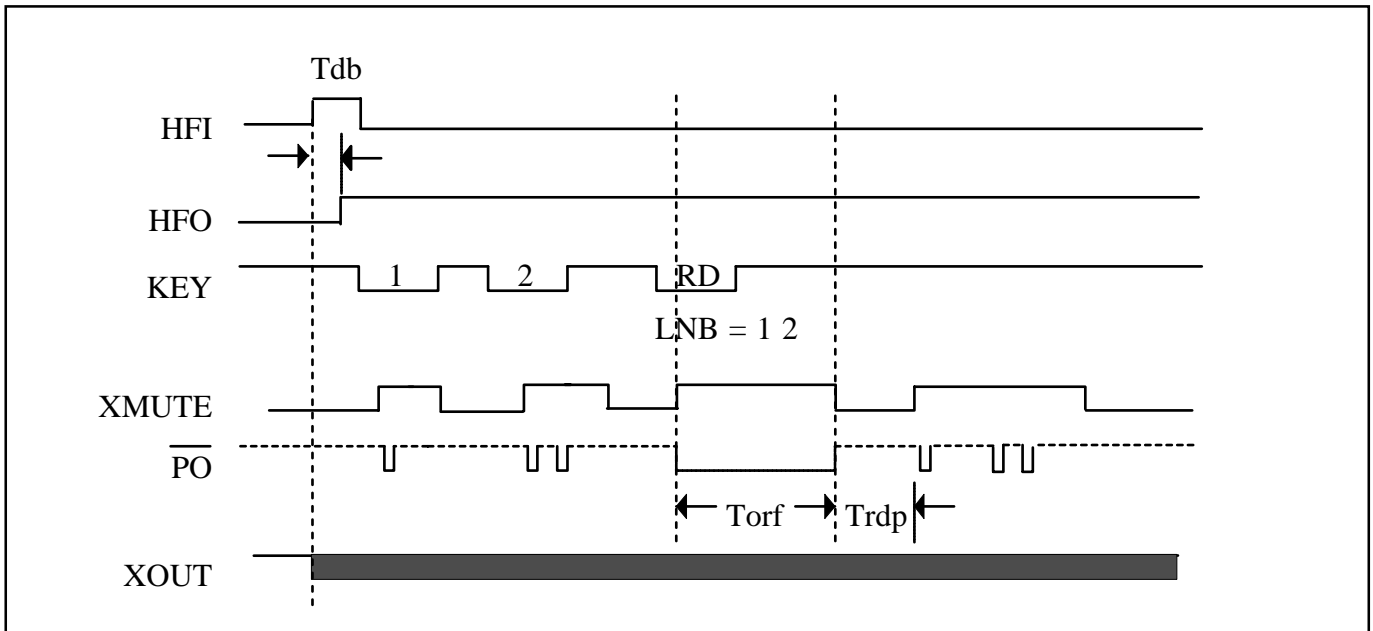 Tdb
HFI
HFO
KEY 1 2 RD
LNB = 1 2
XMUTE
PO
Torf Trdp
XOUT